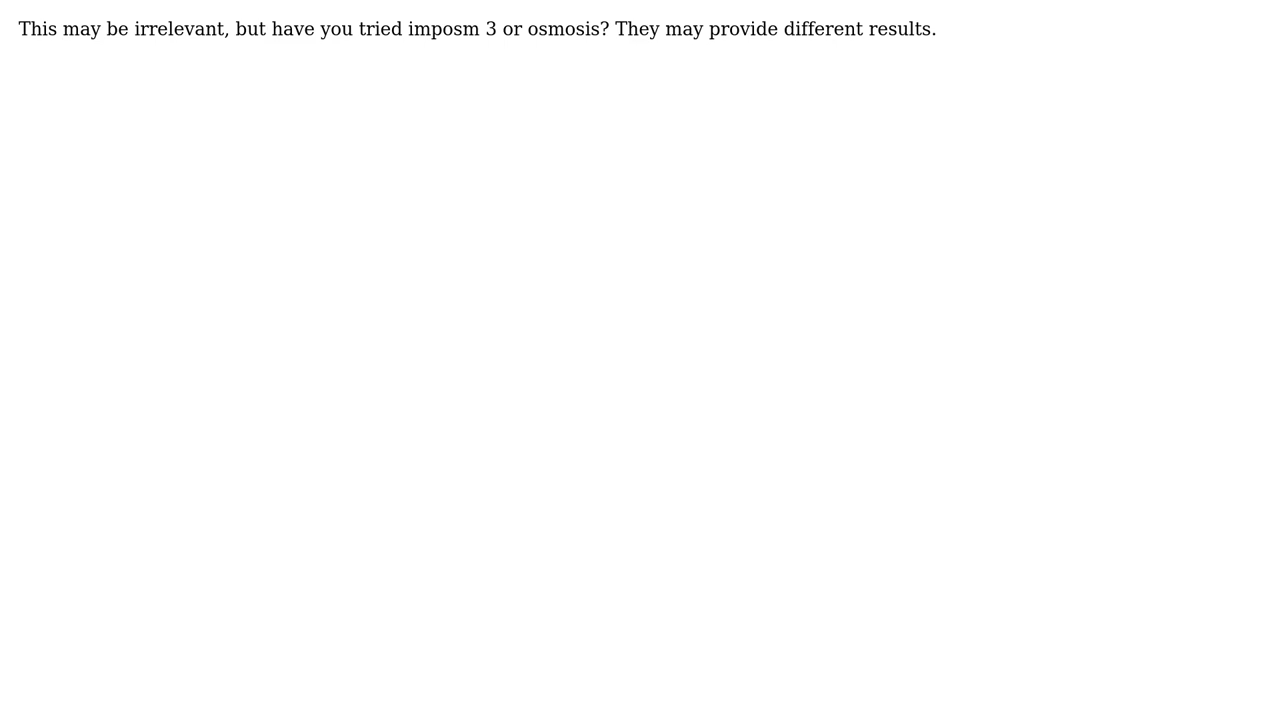 This may be irrelevant, but have you tried imposm 3 or osmosis? They may provide different results.